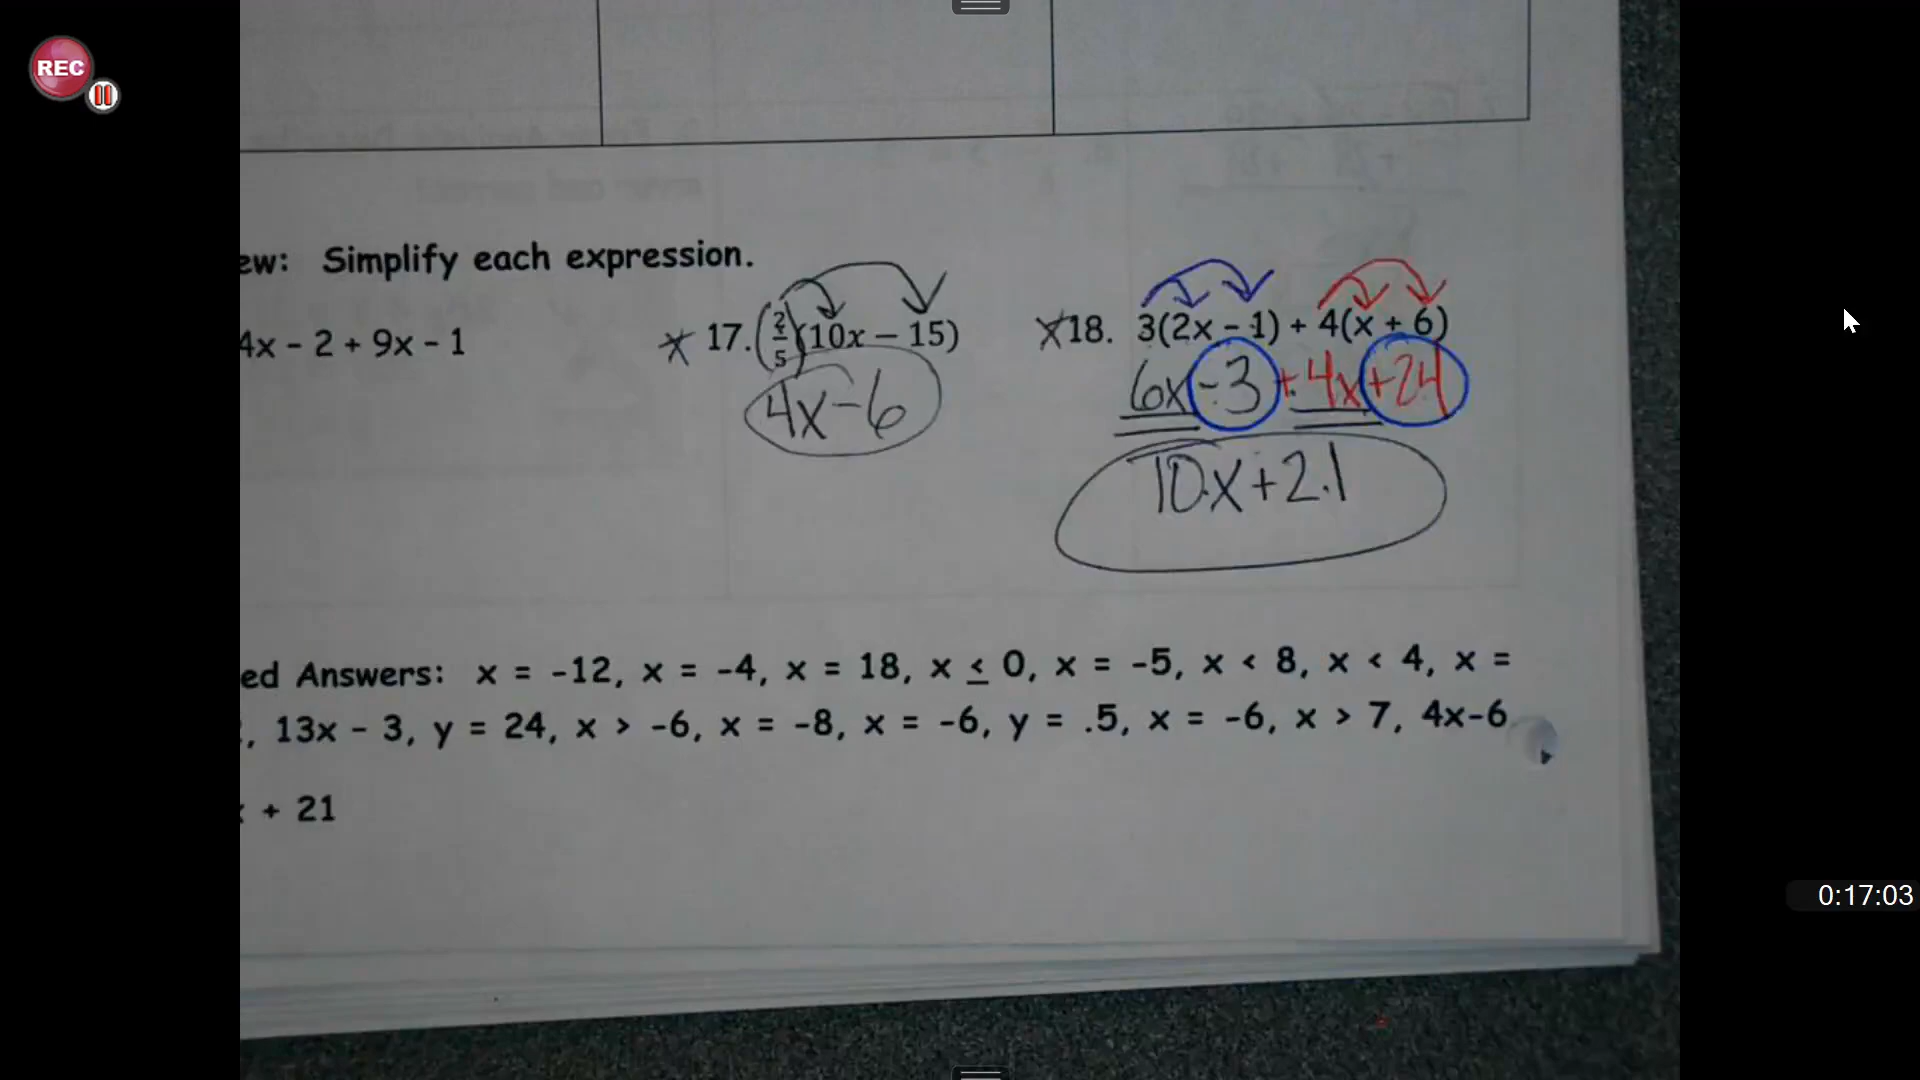 REC
ew: Simplify each expression.
4x - 2 + 9x - 1
17. (2/5)(10x - 15)
4x-6
18. 3(2x - 1) + 4(x + 6)
6x-3+4x+24
10x+21
ed Answers: x = -12, x = -4, x = 18, x ≤ 0, x = -5, x < 8, x < 4, x =
, 13x - 3, y = 24, x > -6, x = -8, x = -6, y = .5, x = -6, x > 7, 4x-6
+ 21
0:17:03